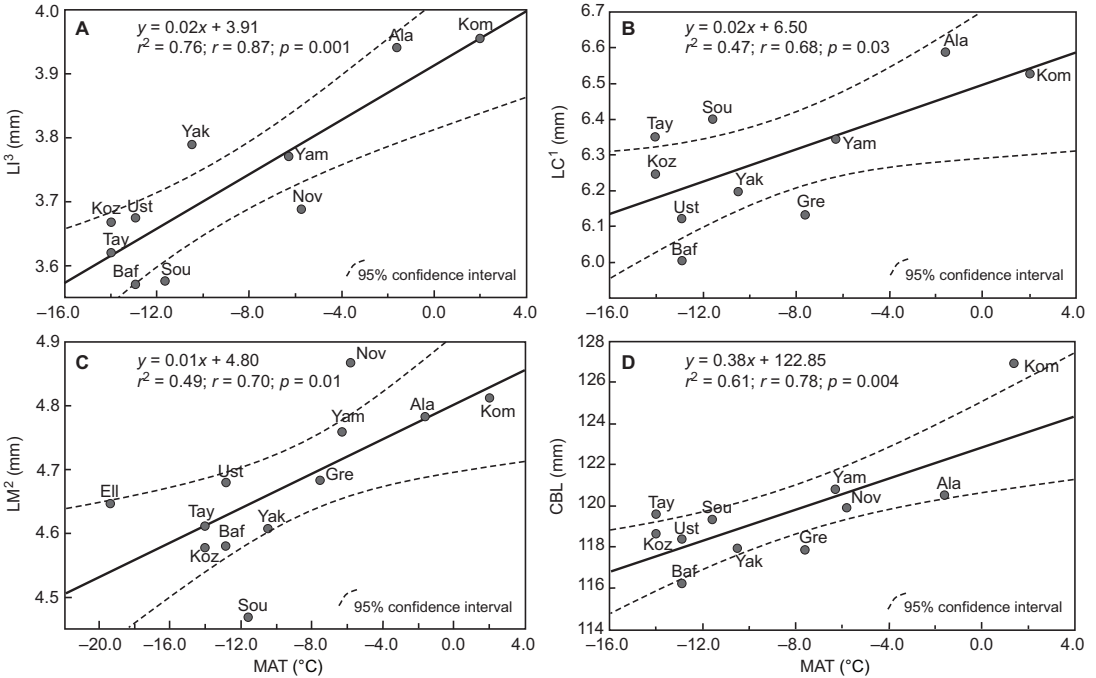 A
y = 0.02x + 3.91
r² = 0.76; r = 0.87; p = 0.001
LI³ (mm)
4.0
3.9
3.8
3.7
3.6
Kom
Ala
Yak
Yam
Nov
Koz
Ust
Tay
Baf
Sou
95% confidence interval
–16.0
–12.0
–8.0
–4.0
0.0
4.0
B
y = 0.02x + 6.50
r² = 0.47; r = 0.68; p = 0.03
LC¹ (mm)
6.7
6.6
6.5
6.4
6.3
6.2
6.1
6.0
Ala
Kom
Sou
Tay
Yam
Koz
Yak
Ust
Gre
Baf
95% confidence interval
–16.0
–12.0
–8.0
–4.0
0.0
4.0
C
y = 0.01x + 4.80
r² = 0.49; r = 0.70; p = 0.01
LM² (mm)
4.9
4.8
4.7
4.6
4.5
Nov
Ala
Kom
Yam
Ust
Gre
Ell
Tay
Yak
Baf
Koz
Sou
95% confidence interval
–20.0
–16.0
–12.0
–8.0
–4.0
0.0
4.0
MAT (°C)
D
y = 0.38x + 122.85
r² = 0.61; r = 0.78; p = 0.004
CBL (mm)
128
126
124
122
120
118
116
114
Kom
Yam
Ala
Nov
Tay
Sou
Ust
Koz
Gre
Yak
Baf
95% confidence interval
–16.0
–12.0
–8.0
–4.0
0.0
4.0
MAT (°C)